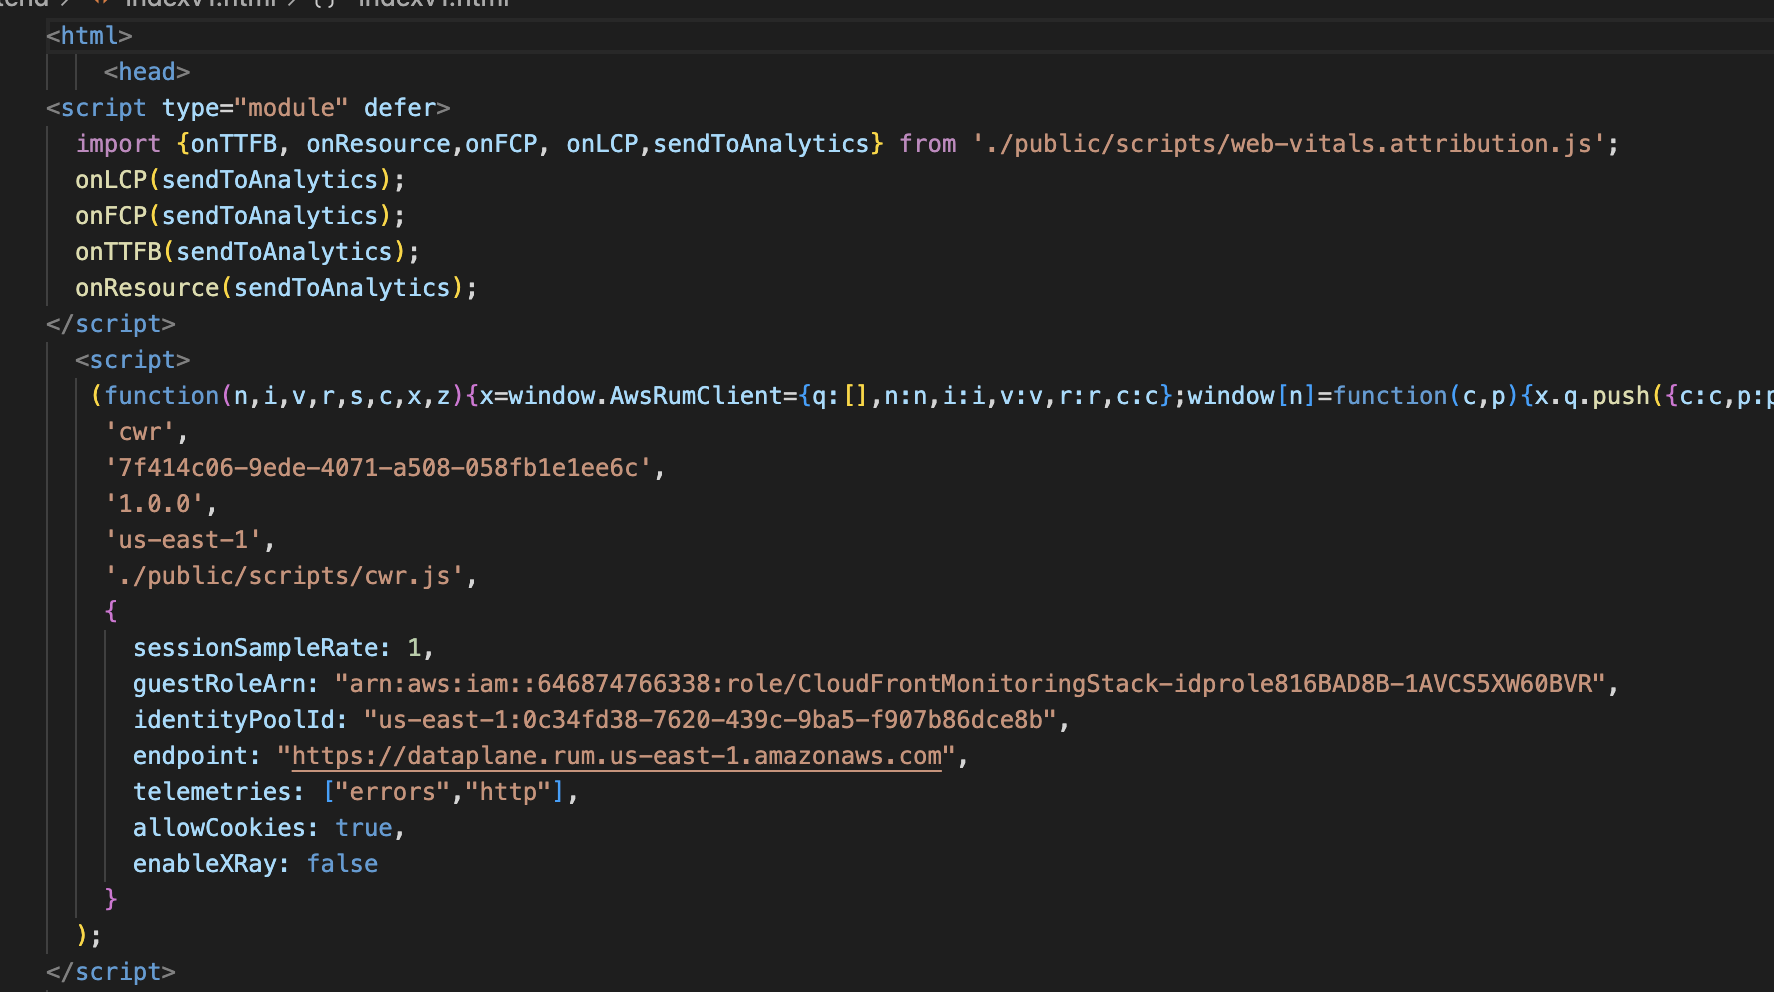 indexv1.html > {} indexv1.html
<html>
<head>
<script type="module" defer>
import {onTTFB, onResource,onFCP, onLCP,sendToAnalytics} from './public/scripts/web-vitals.attribution.js';
onLCP(sendToAnalytics);
onFCP(sendToAnalytics);
onTTFB(sendToAnalytics);
onResource(sendToAnalytics);
</script>
<script>
(function(n,i,v,r,s,c,x,z){x=window.AwsRumClient={q:[],n:n,i:i,v:v,r:r,c:c};window[n]=function(c,p){x.q.push({c:c,p:p
'cwr',
'7f414c06-9ede-4071-a508-058fb1e1ee6c',
'1.0.0',
'us-east-1',
'./public/scripts/cwr.js',
{
sessionSampleRate: 1,
guestRoleArn: "arn:aws:iam::646874766338:role/CloudFrontMonitoringStack-idprole816BAD8B-1AVCS5XW60BVR",
identityPoolId: "us-east-1:0c34fd38-7620-439c-9ba5-f907b86dce8b",
endpoint: "https://dataplane.rum.us-east-1.amazonaws.com",
telemetries: ["errors","http"],
allowCookies: true,
enableXRay: false
}
);
</script>